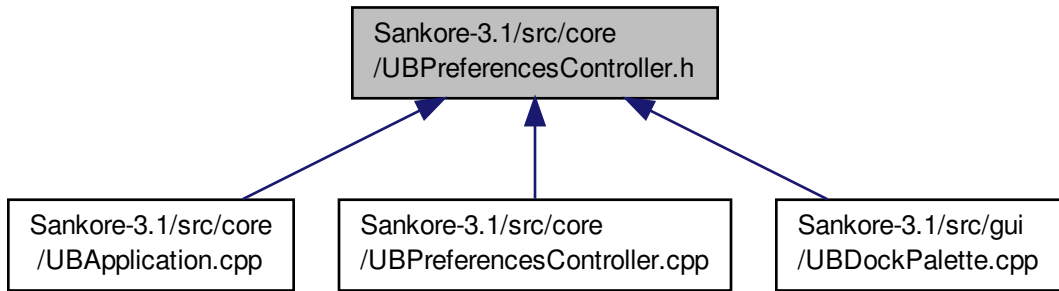 Sankore-3.1/src/core
/UBPreferencesController.h
Sankore-3.1/src/core
/UBApplication.cpp
Sankore-3.1/src/core
/UBPreferencesController.cpp
Sankore-3.1/src/gui
/UBDockPalette.cpp